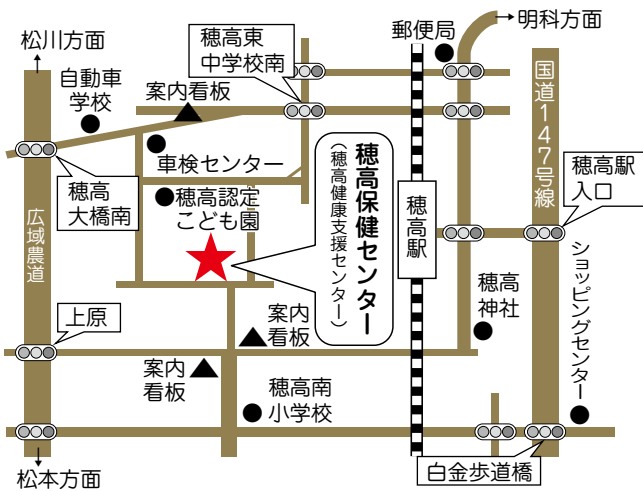 松川方面
自動車
学校
案内看板
穂高東
中学校南
郵便局
明科方面
国道147号線
車検センター
穂高認定
こども園
穂高
大橋南
広域農道
穂高保健センター
（穂高健康支援センター）
穂高駅
穂高駅
入口
ショッピングセンター
穂高
神社
上原
案内
看板
案内
看板
穂高南
小学校
白金歩道橋
松本方面